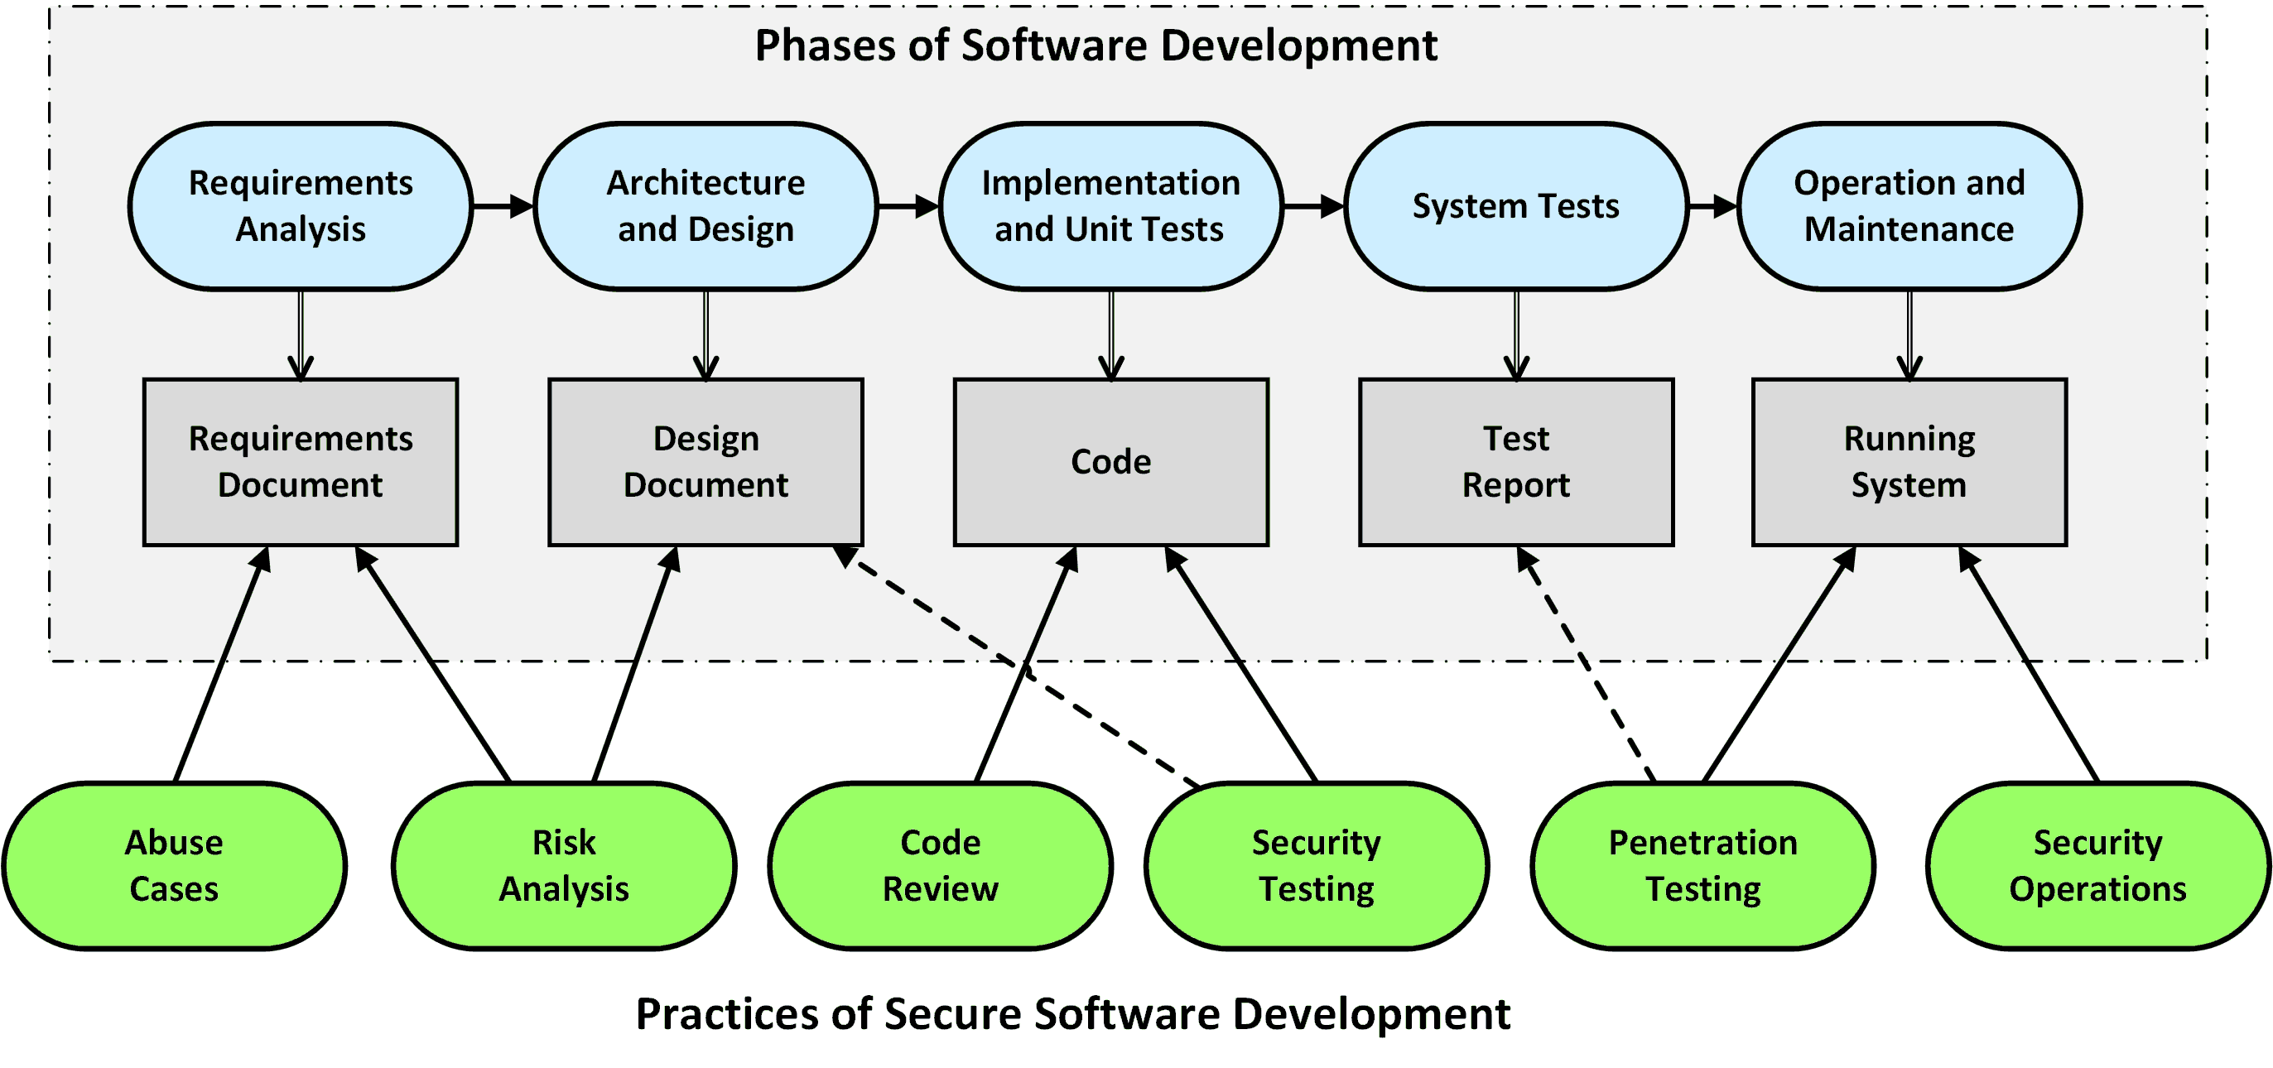 Phases of Software Development
Requirements
Analysis
Architecture
and Design
Implementation
and Unit Tests
System Tests
Operation and
Maintenance
Requirements
Document
Design
Document
Code
Test
Report
Running
System
Abuse
Cases
Risk
Analysis
Code
Review
Security
Testing
Penetration
Testing
Security
Operations
Practices of Secure Software Development